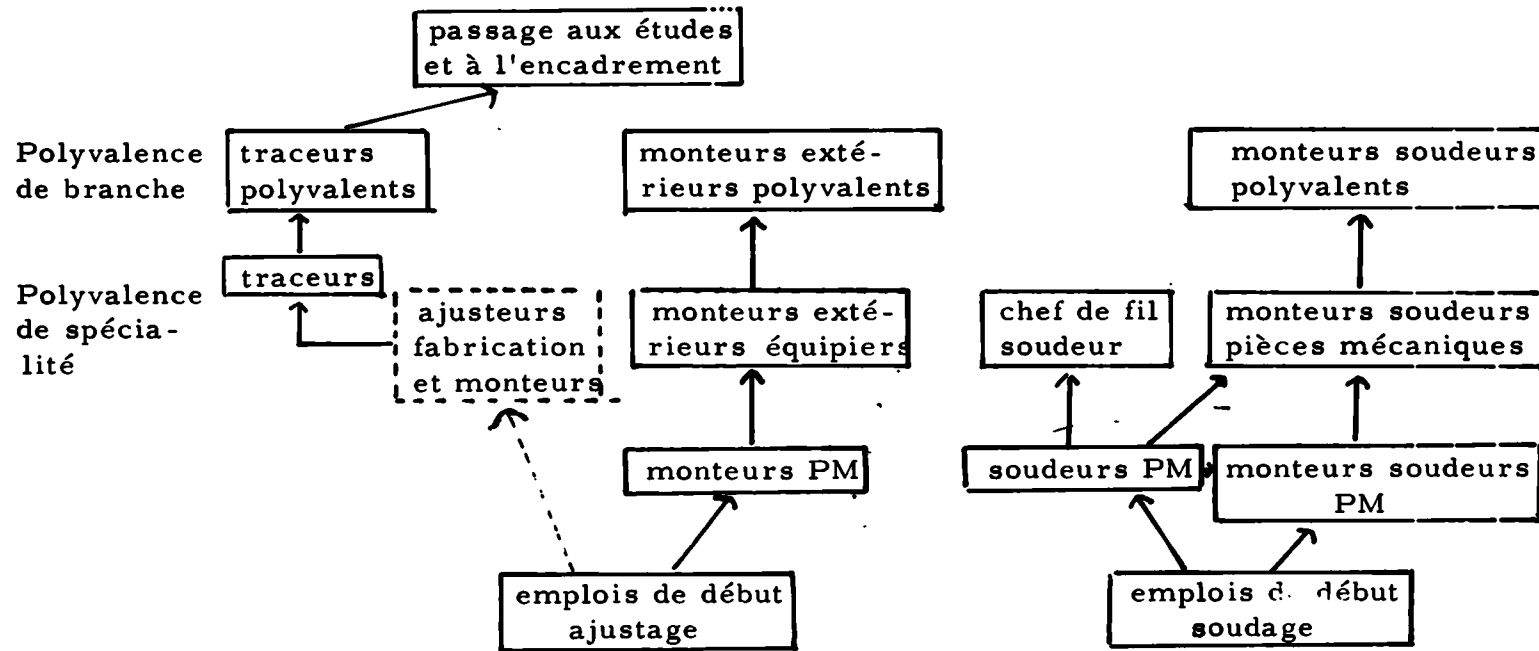 passage aux études
et à l'encadrement
Polyvalence
de branche
traceurs
polyvalents
monteurs exté-
rieurs polyvalents
monteurs soudeurs
polyvalents
traceurs
Polyvalence
de spécia-
lité
ajusteurs
fabrication
et monteurs
monteurs exté-
rieurs équipiers
chef de fil
soudeur
monteurs soudeurs
pièces mécaniques
monteurs PM
soudeurs PM
monteurs soudeurs
PM
emplois de début
ajustage
emplois début
soudage